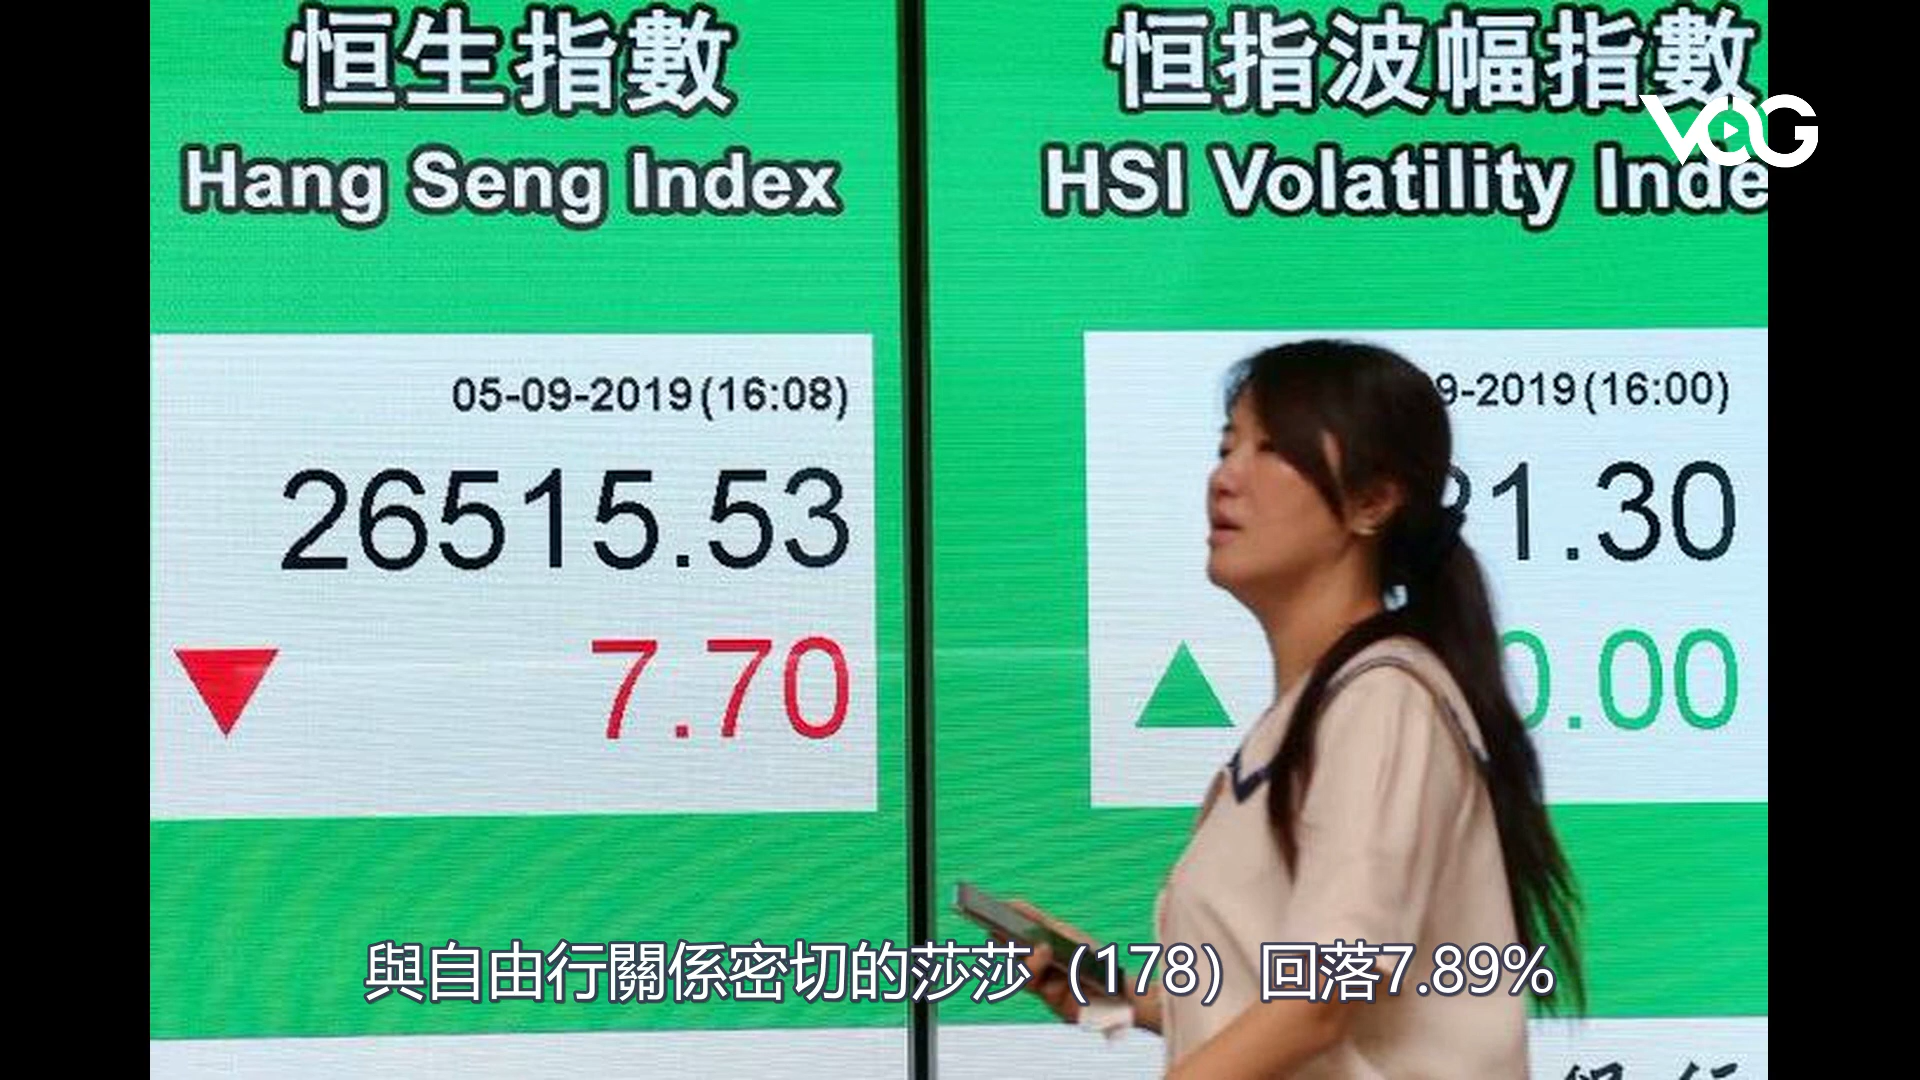 恒生指數
Hang Seng Index
05-09-2019(16:08)
26515.53
7.70
恒指波幅指數
HSI Volatility Inde
9-2019(16:00)
1.30
.00
VCG
與自由行關係密切的莎莎（178）回落7.89%